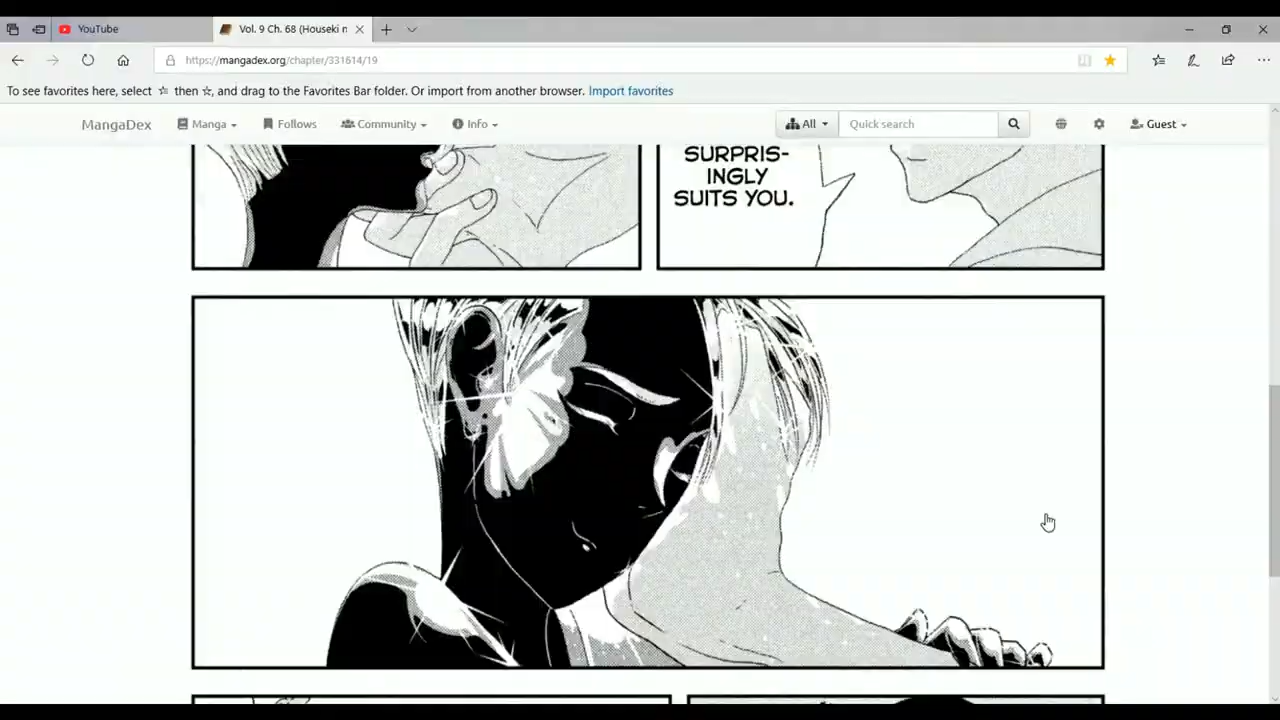 YouTube
Vol. 9 Ch. 68 (Houseki n
https://mangadex.org/chapter/331614/19
To see favorites here, select ☆ then ☆, and drag to the Favorites Bar folder. Or import from another browser. Import favorites
MangaDex Manga Follows Community Info All Quick search Guest
SURPRIS-
INGLY
SUITS YOU.